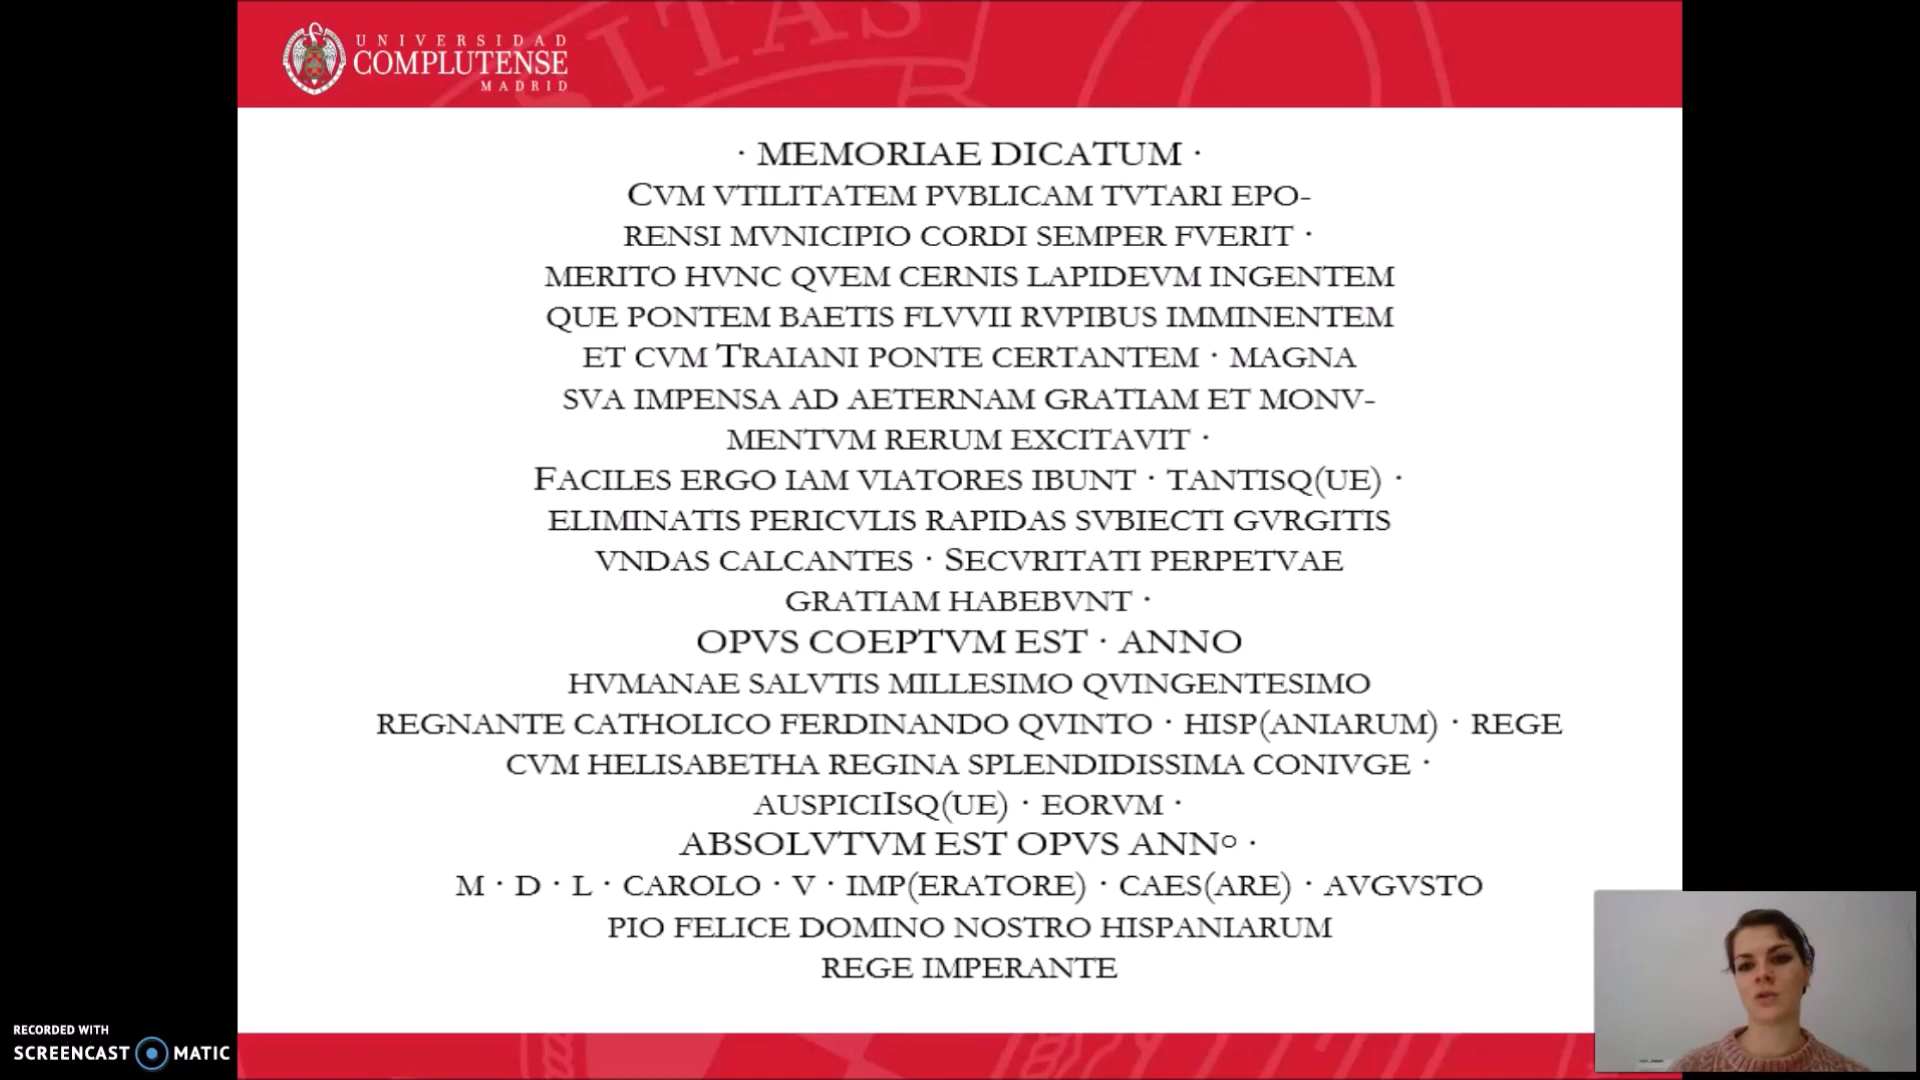 UNIVERSIDAD
COMPLUTENSE
MADRID
· MEMORIAE DICATUM ·
CVM VTILITATEM PVBLICAM TVTARI EPO-
RENSI MVNICIPIO CORDI SEMPER FVERIT ·
MERITO HVNC QVEM CERNIS LAPIDEVM INGENTEM
QUE PONTEM BAETIS FLVVII RVPIBUS IMMINENTEM
ET CVM TRAIANI PONTE CERTANTEM · MAGNA
SVA IMPENSA AD AETERNAM GRATIAM ET MONV-
MENTVM RERUM EXCITAVIT ·
FACILES ERGO IAM VIATORES IBUNT · TANTISQ(UE) ·
ELIMINATIS PERICVLIS RAPIDAS SVBIECTI GVRGITIS
VNDAS CALCANTES · SECVRITATI PERPETVAE
GRATIAM HABEBVNT ·
OPVS COEPTVM EST · ANNO
HVMANAE SALVTIS MILLESIMO QVINGENTESIMO
REGNANTE CATHOLICO FERDINANDO QVINTO · HISP(ANIARUM) · REGE
CVM HELISABETHA REGINA SPLENDIDISSIMA CONIVGE ·
AUSPICIISQ(UE) · EORVM ·
ABSOLVTVM EST OPVS ANNO ·
M · D · L · CAROLO · V · IMP(ERATORE) · CAES(ARE) · AVGVSTO
PIO FELICE DOMINO NOSTRO HISPANIARUM
REGE IMPERANTE
RECORDED WITH
SCREENCAST MATIC